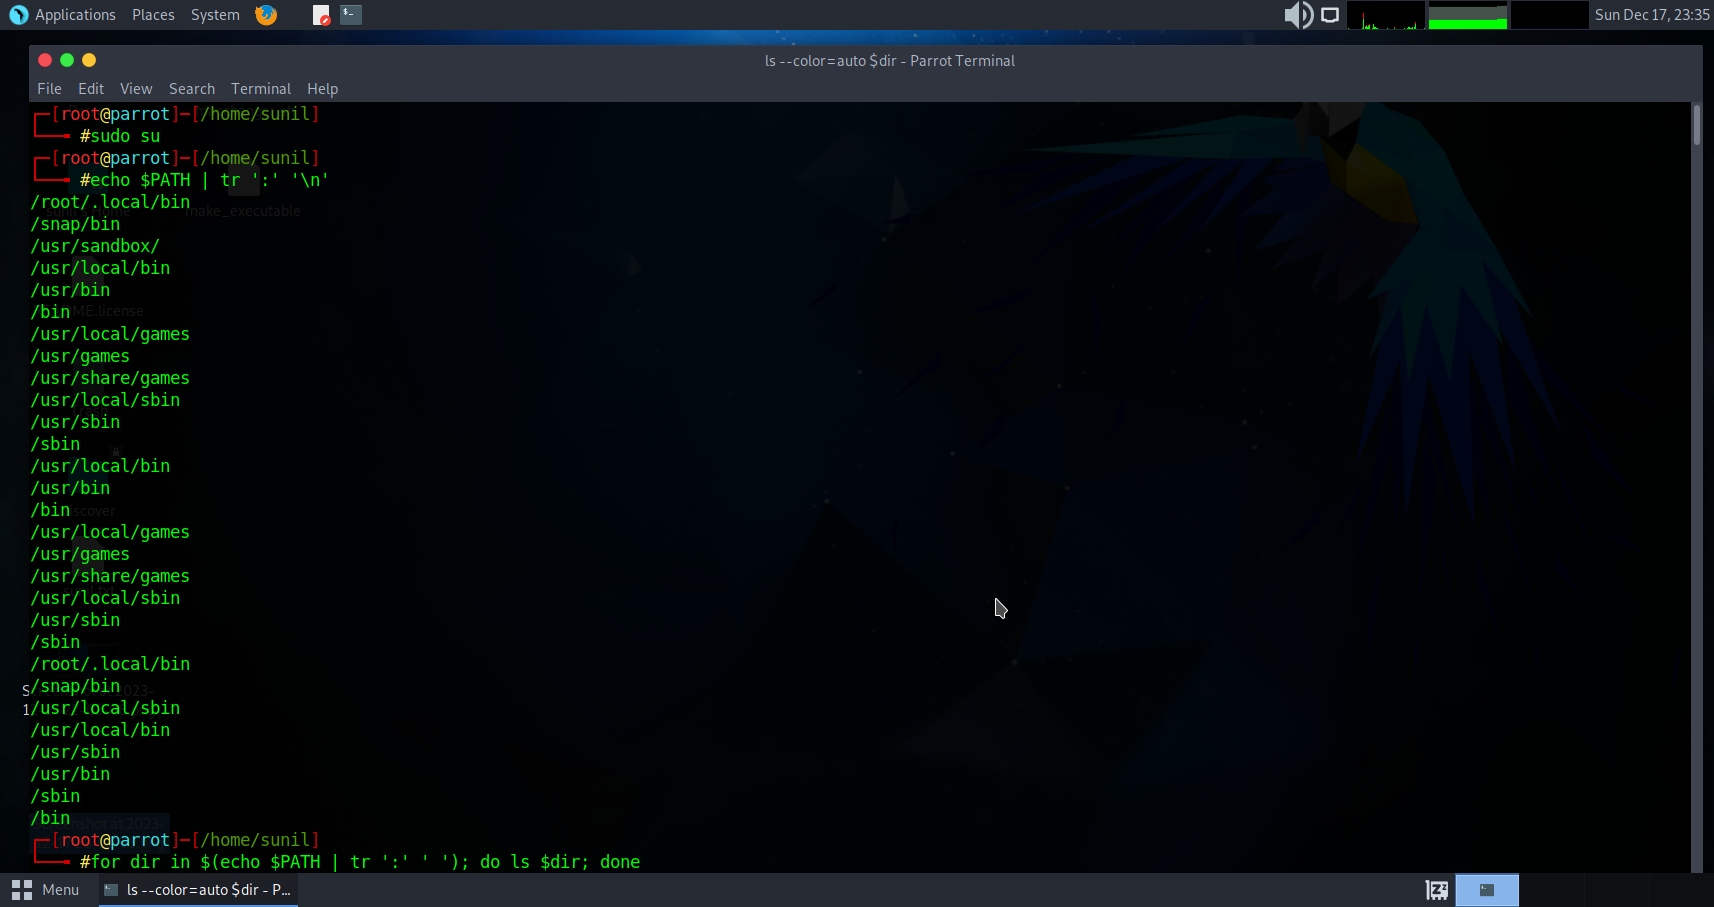 Applications Places System Sun Dec 17, 23:35
ls --color=auto $dir - Parrot Terminal
File Edit View Search Terminal Help
[root@parrot]─[/home/sunil]
#sudo su
[root@parrot]─[/home/sunil]
#echo $PATH | tr ':' '\n'
/root/.local/bin
make_executable
/snap/bin
/usr/sandbox/
/usr/local/bin
/usr/bin
/bin
/usr/local/games
/usr/games
/usr/share/games
/usr/local/sbin
/usr/sbin
/sbin
/usr/local/bin
/usr/bin
/bin
/usr/local/games
/usr/games
/usr/share/games
/usr/local/sbin
/usr/sbin
/sbin
/root/.local/bin
/snap/bin
/usr/local/sbin
/usr/local/bin
/usr/sbin
/usr/bin
/sbin
/bin
[root@parrot]─[/home/sunil]
#for dir in $(echo $PATH | tr ':' ' '); do ls $dir; done
Menu ls --color=auto $dir - P...